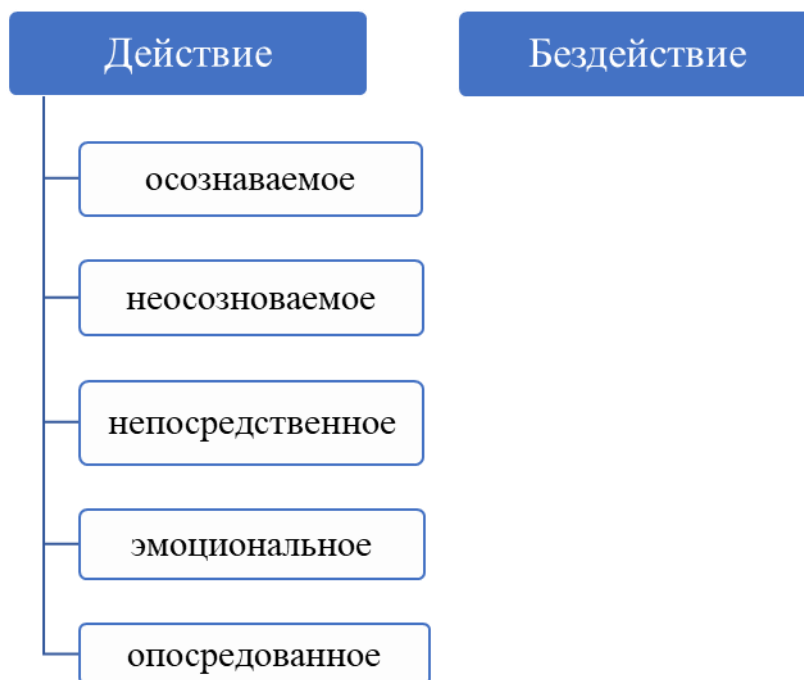 Действие
Бездействие
осознаваемое
неосозноваемое
непосредственное
эмоциональное
опосредованное